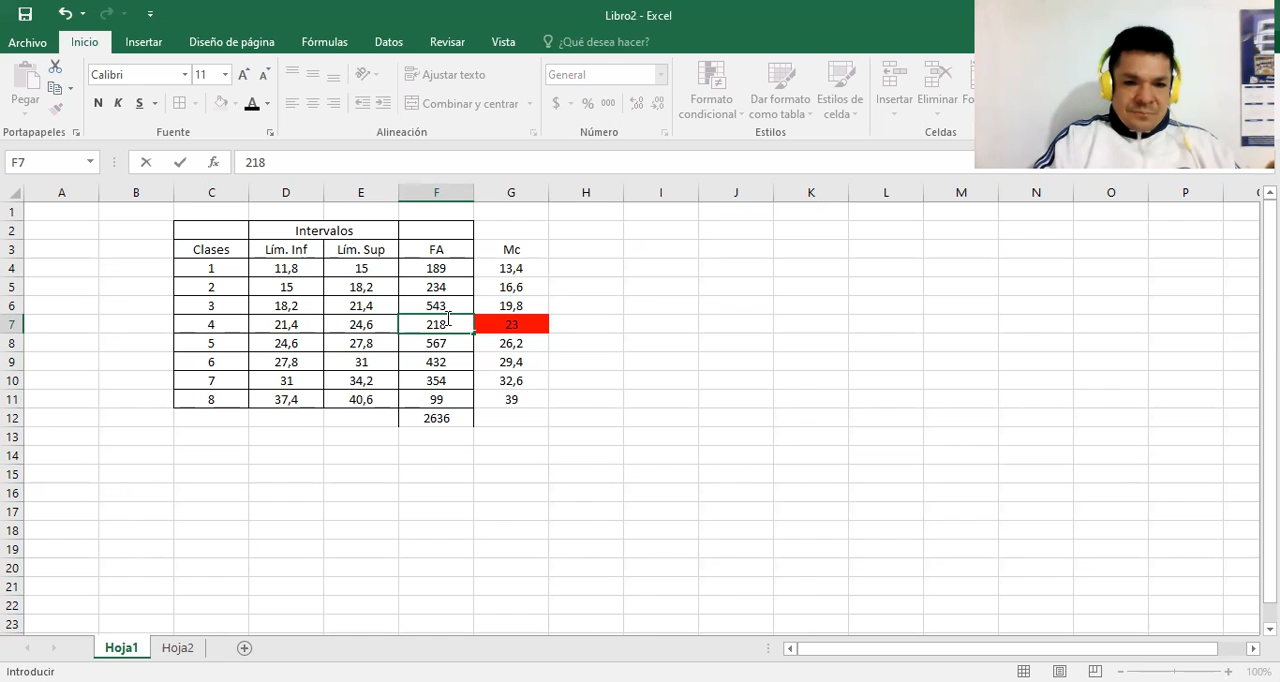 Libro2 - Excel
Archivo Inicio Insertar Diseño de página Fórmulas Datos Revisar Vista ¿Qué desea hacer?
Calibri 11 Ajustar texto General
Pegar N K S A Combinar y centrar $ % 000 Formato condicional Dar formato como tabla Estilos de celda Insertar Eliminar
Portapapeles Fuente Alineación Número Estilos Celdas
F7 fx 218
A B C D E F G H I J K L M N O P
1
2 Intervalos
3 Clases Lím. Inf Lím. Sup FA Mc
4 1 11,8 15 189 13,4
5 2 15 18,2 234 16,6
6 3 18,2 21,4 543 19,8
7 4 21,4 24,6 218 23
8 5 24,6 27,8 567 26,2
9 6 27,8 31 432 29,4
10 7 31 34,2 354 32,6
11 8 37,4 40,6 99 39
12 2636
13
14
15
16
17
18
19
20
21
22
23
Hoja1 Hoja2
Introducir 100%